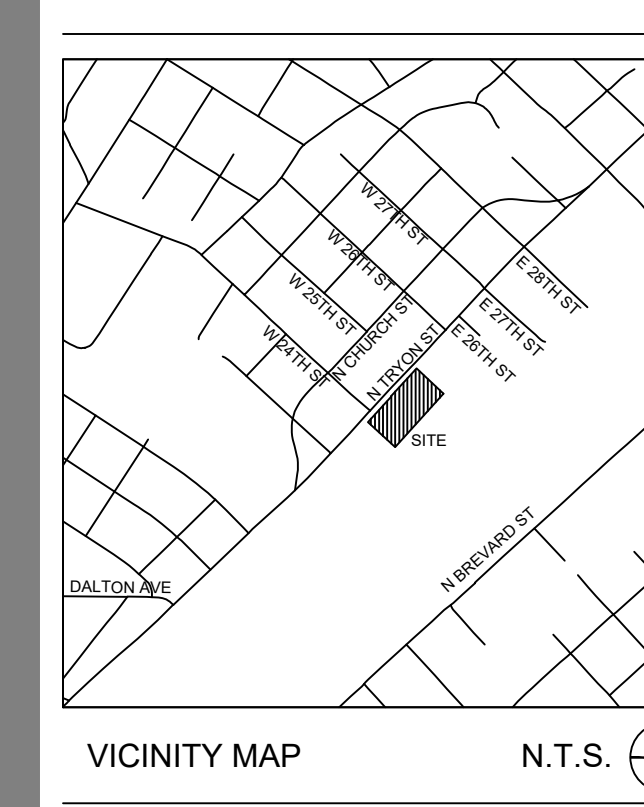 W 27TH ST
W 26TH ST
E 28TH ST
W 25TH ST
N CHURCH ST
E 27TH ST
W 24TH ST
N TRYON ST
E 26TH ST
SITE
N BREVARD ST
DALTON AVE
VICINITY MAP
N.T.S.